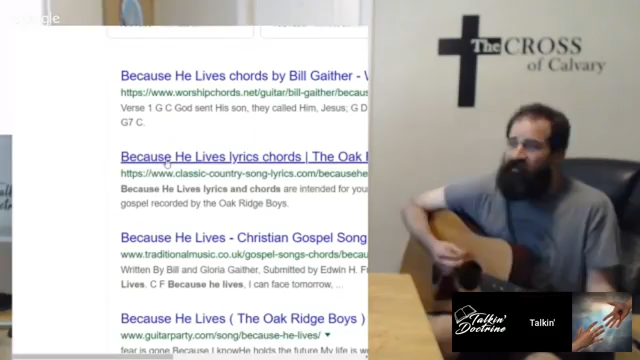 Google
Because He Lives chords by Bill Gaither -
https://www.worshipchords.net/guitar/bill-gaither/becaus
Verse 1 G C God sent His son, they called Him, Jesus; G D
G7 C.
Because He Lives lyrics chords | The Oak
https://www.classic-country-song-lyrics.com/becausehe
Because He Lives lyrics and chords are intended for you
gospel recorded by the Oak Ridge Boys.
Because He Lives - Christian Gospel Song
www.traditionalmusic.co.uk/gospel-songs-chords/becau
Written By Bill and Gloria Gaither, Submitted by Edwin H. F
Lives. C F Because he lives, i can face tomorrow, ...
Because He Lives ( The Oak Ridge Boys )
www.guitarparty.com/song/because-he-lives/
fear is gone Because I knowHe holds the future My life is w
The CROSS
of Calvary
Talkin'
Doctrine
Talkin'